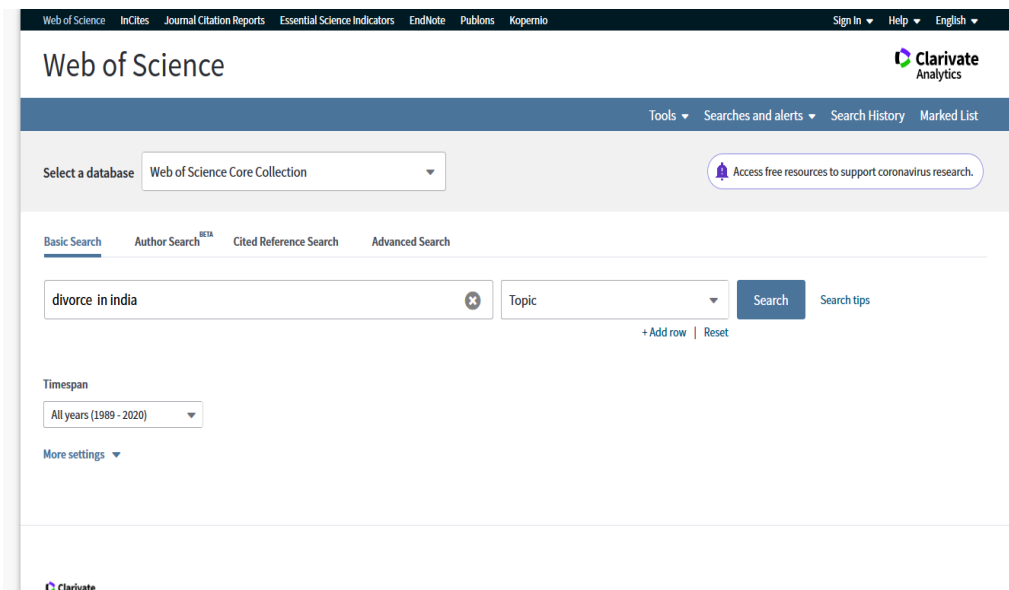 Web of Science InCites Journal Citation Reports Essential Science Indicators EndNote Publons Kopernio Sign In Help English
Web of Science
Clarivate
Analytics
Tools Searches and alerts Search History Marked List
Select a database Web of Science Core Collection
Access free resources to support coronavirus research.
Basic Search Author Search BETA Cited Reference Search Advanced Search
divorce in india Topic Search Search tips
+ Add row | Reset
Timespan
All years (1989 - 2020)
More settings
Clarivate